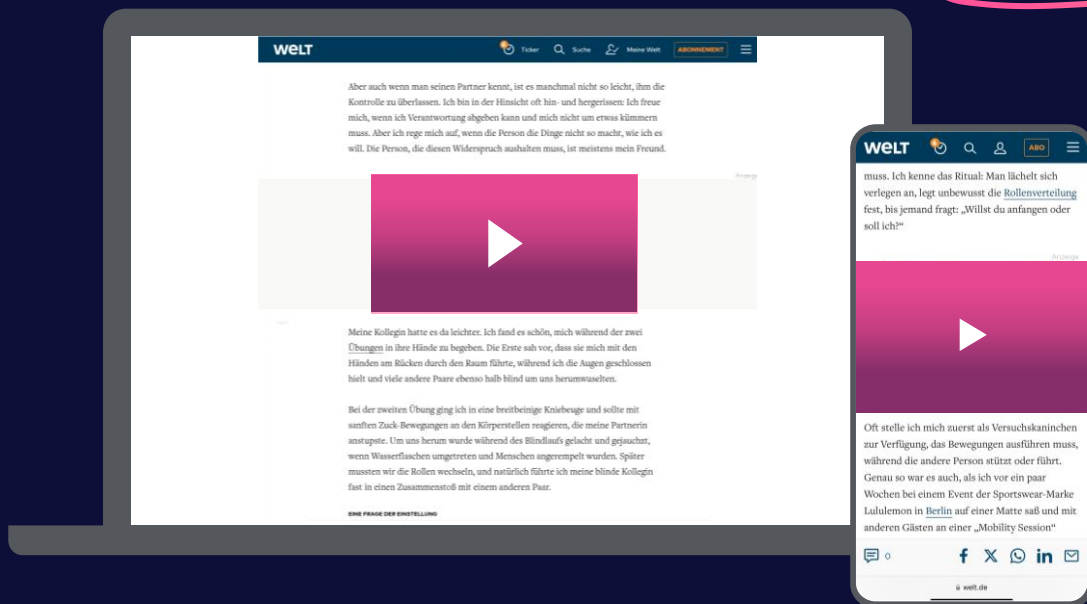 WELT
Ticker
Suche
Meine Welt
ABONNEMENT
Aber auch wenn man seinen Partner kennt, ist es manchmal nicht so leicht, ihm die
Kontrolle zu überlassen. Ich bin in der Hinsicht oft hin- und hergerissen: Ich freue
mich, wenn ich Verantwortung abgeben kann und mich nicht um etwas kümmern
muss. Aber ich rege mich auf, wenn die Person die Dinge nicht so macht, wie ich es
will. Die Person, die diesen Widerspruch aushalten muss, ist meistens mein Freund.
Anzeige
Meine Kollegin hatte es da leichter. Ich fand es schön, mich während der zwei
Übungen in ihre Hände zu begeben. Die Erste sah vor, dass sie mich mit den
Händen am Rücken durch den Raum führte, während ich die Augen geschlossen
hielt und viele andere Paare ebenso halb blind um uns herumwuselten.
Bei der zweiten Übung ging ich in eine breitbeinige Kniebeuge und sollte mit
sanften Zuck-Bewegungen an den Körperstellen reagieren, die meine Partnerin
anstupste. Um uns herum wurde während des Blindlaufs gelacht und gejauchzt,
wenn Wasserflaschen umgetreten und Menschen angerempelt wurden. Später
mussten wir die Rollen wechseln, und natürlich führte ich meine blinde Kollegin
fast in einen Zusammenstoß mit einem anderen Paar.
EINE FRAGE DER EINSTELLUNG
WELT
ABO
muss. Ich kenne das Ritual: Man lächelt sich
verlegen an, legt unbewusst die Rollenverteilung
fest, bis jemand fragt: „Willst du anfangen oder
soll ich?“
Anzeige
Oft stelle ich mich zuerst als Versuchskaninchen
zur Verfügung, das Bewegungen ausführen muss,
während die andere Person stützt oder führt.
Genau so war es auch, als ich vor ein paar
Wochen bei einem Event der Sportswear-Marke
Lululemon in Berlin auf einer Matte saß und mit
anderen Gästen an einer „Mobility Session“
0
welt.de